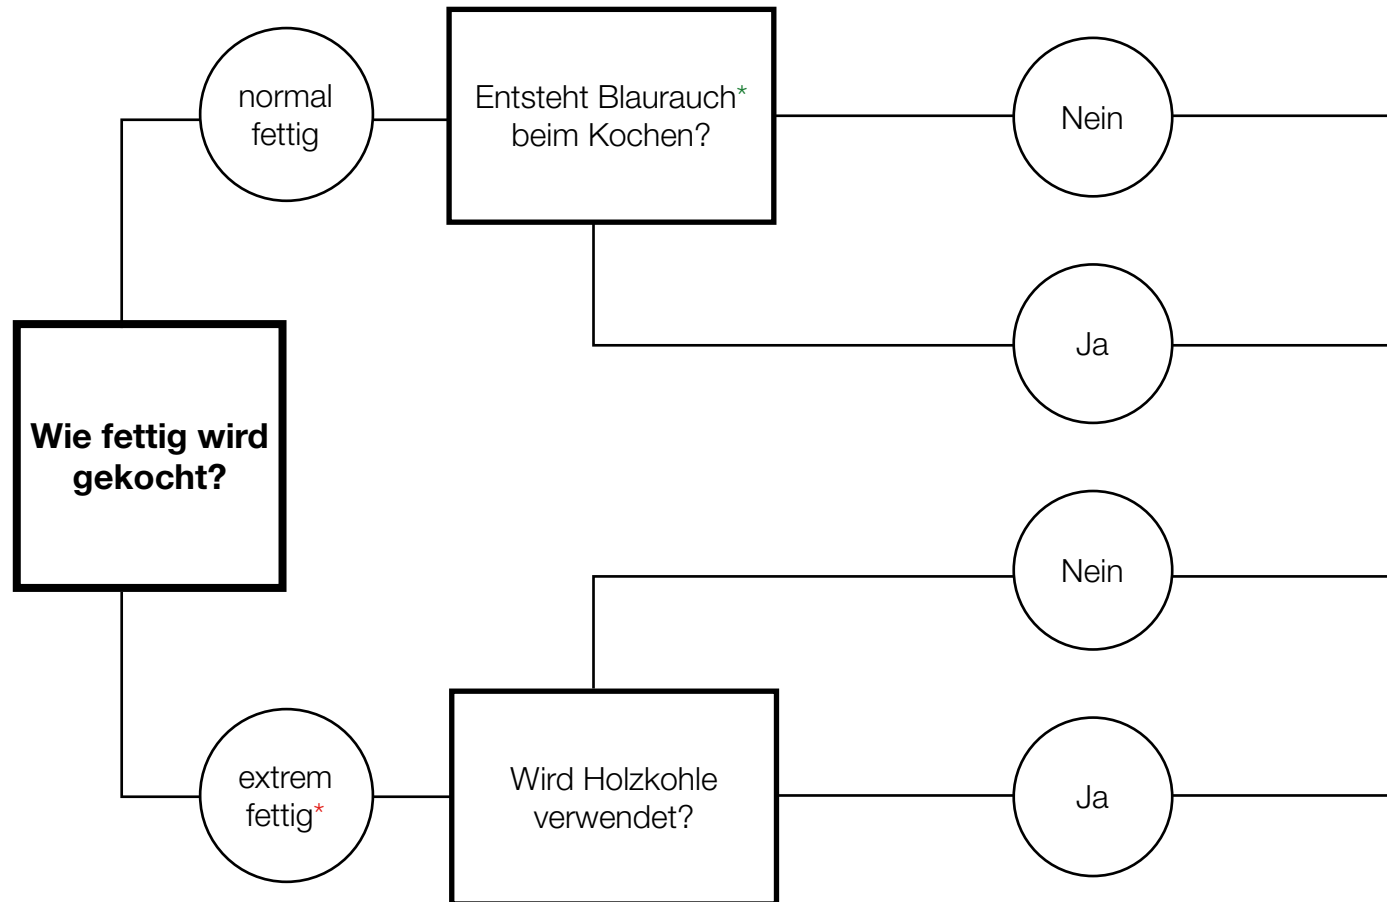 normal
fettig
Entsteht Blaurauch*
beim Kochen?
Nein
Ja
Wie fettig wird
gekocht?
Nein
extrem
fettig*
Wird Holzkohle
verwendet?
Ja